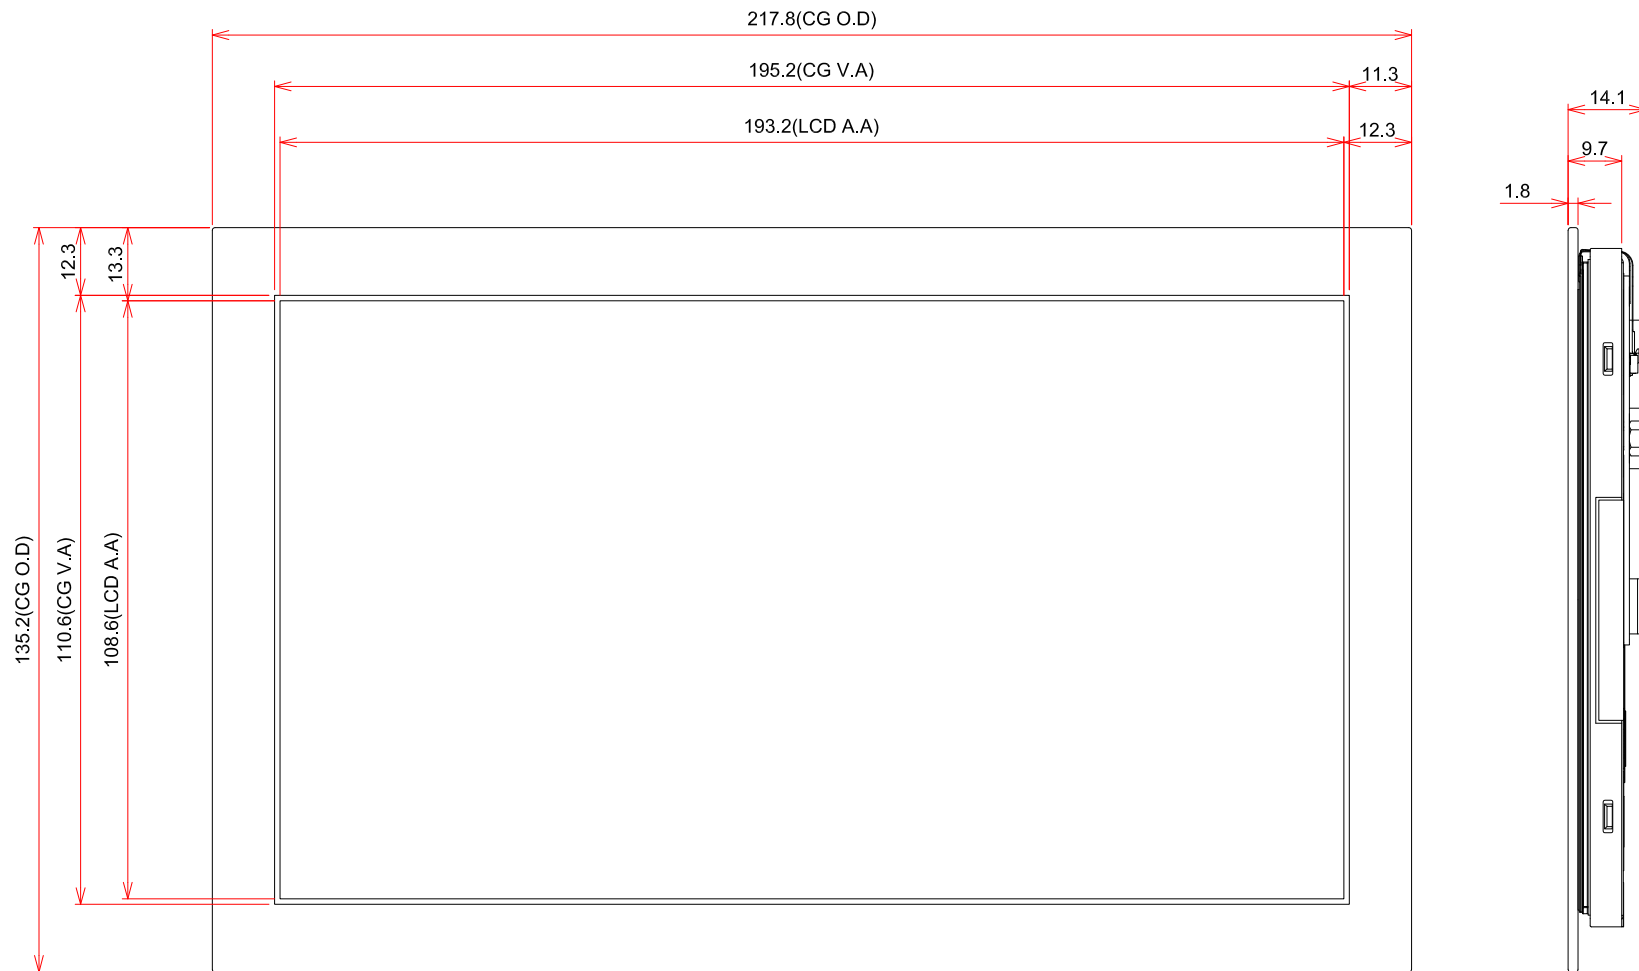 217.8(CG O.D)
195.2(CG V.A)
11.3
193.2(LCD A.A)
12.3
14.1
9.7
1.8
12.3
13.3
135.2(CG O.D)
110.6(CG V.A)
108.6(LCD A.A)